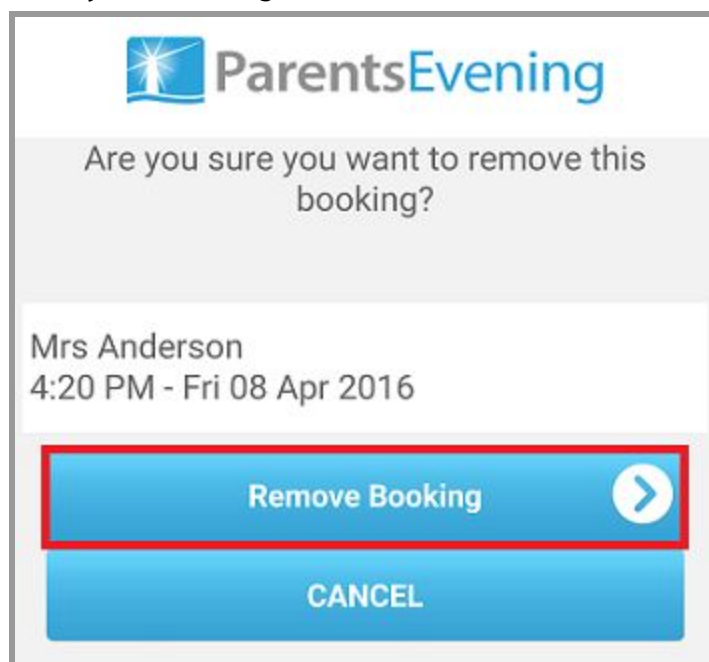 ParentsEvening
Are you sure you want to remove this
booking?
Mrs Anderson
4:20 PM - Fri 08 Apr 2016
Remove Booking
CANCEL